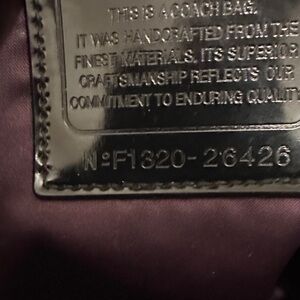 THIS IS A COACH BAG.
IT WAS HANDCRAFTED FROM THE
FINEST MATERIALS. ITS SUPERIOR
CRAFTSMANSHIP REFLECTS OUR
COMMITMENT TO ENDURING QUALITY
Nº F1320-26426